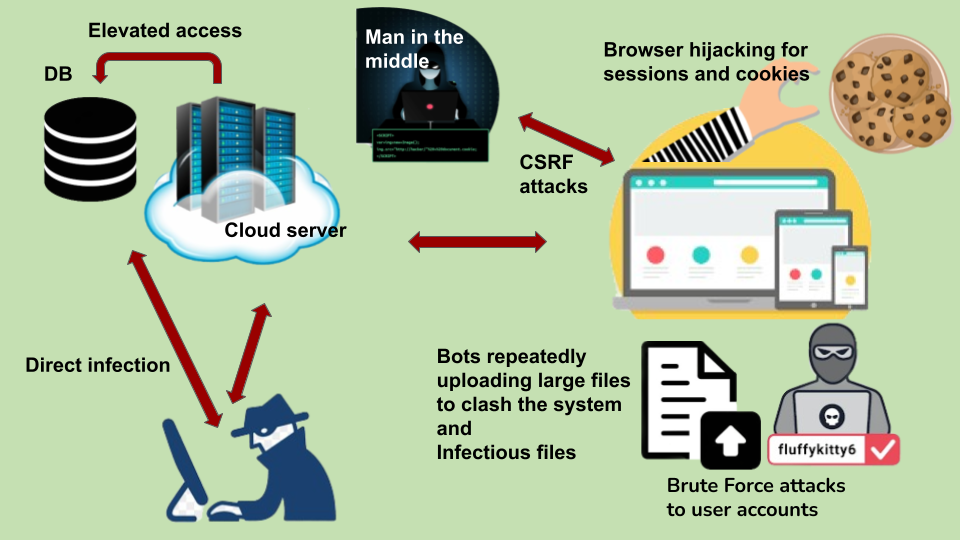 Elevated access
DB
Man in the
middle
Browser hijacking for
sessions and cookies
CSRF
attacks
Cloud server
Direct infection
Bots repeatedly
uploading large files
to clash the system
and
Infectious files
fluffykitty6
Brute Force attacks
to user accounts